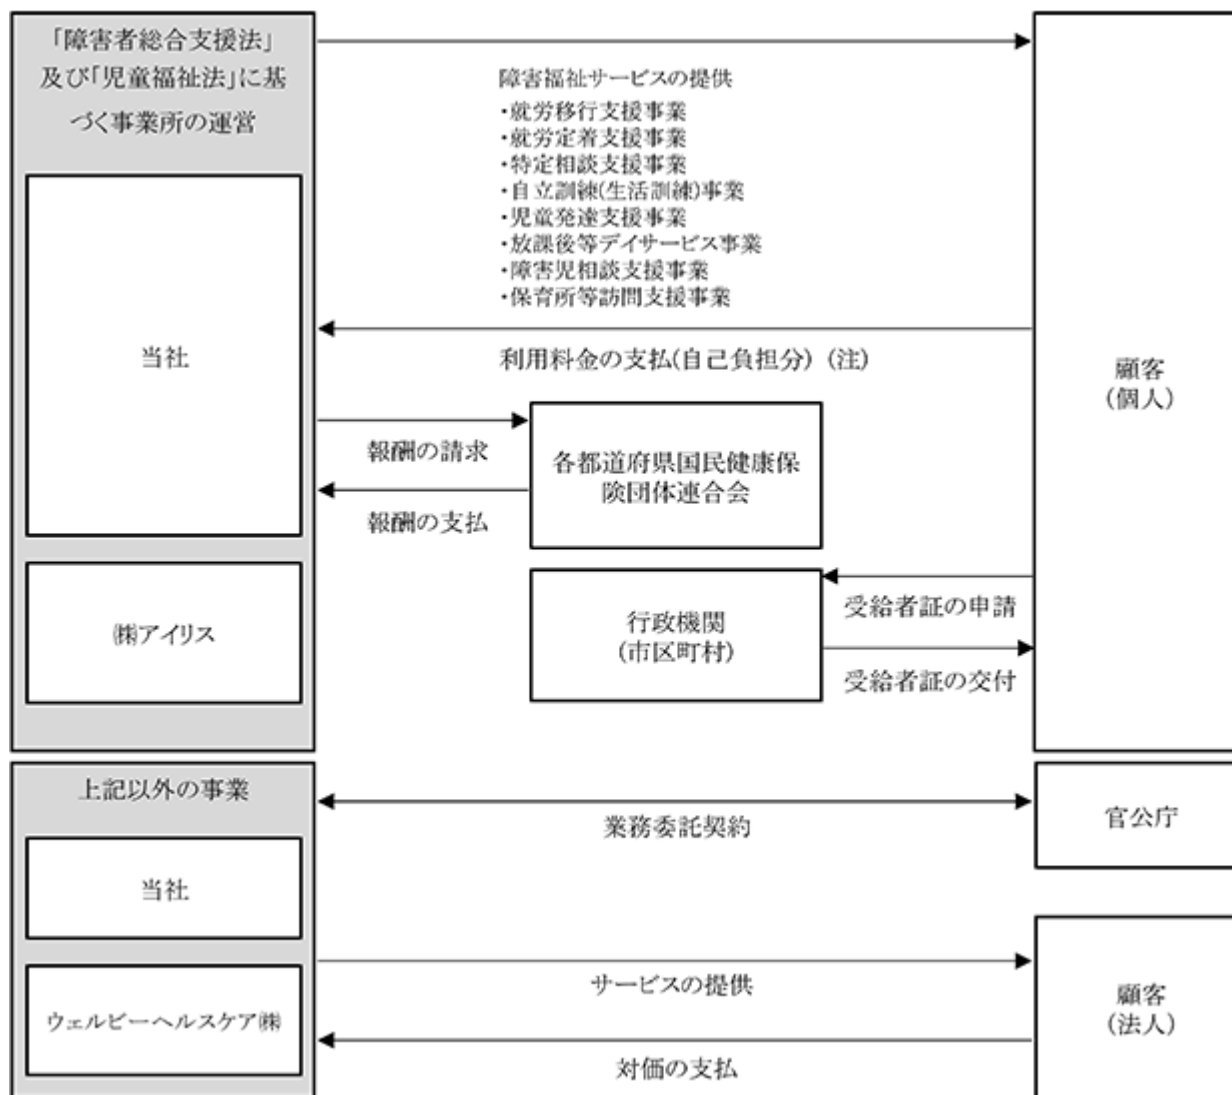 「障害者総合支援法」
及び「児童福祉法」に基
づく事業所の運営
当社
㈱アイリス
障害福祉サービスの提供
・就労移行支援事業
・就労定着支援事業
・特定相談支援事業
・自立訓練(生活訓練)事業
・児童発達支援事業
・放課後等デイサービス事業
・障害児相談支援事業
・保育所等訪問支援事業
利用料金の支払(自己負担分) (注)
報酬の請求
報酬の支払
各都道府県国民健康保
険団体連合会
行政機関
(市区町村)
受給者証の申請
受給者証の交付
顧客
(個人)
上記以外の事業
当社
ウェルビーヘルスケア㈱
業務委託契約
官公庁
サービスの提供
対価の支払
顧客
(法人)